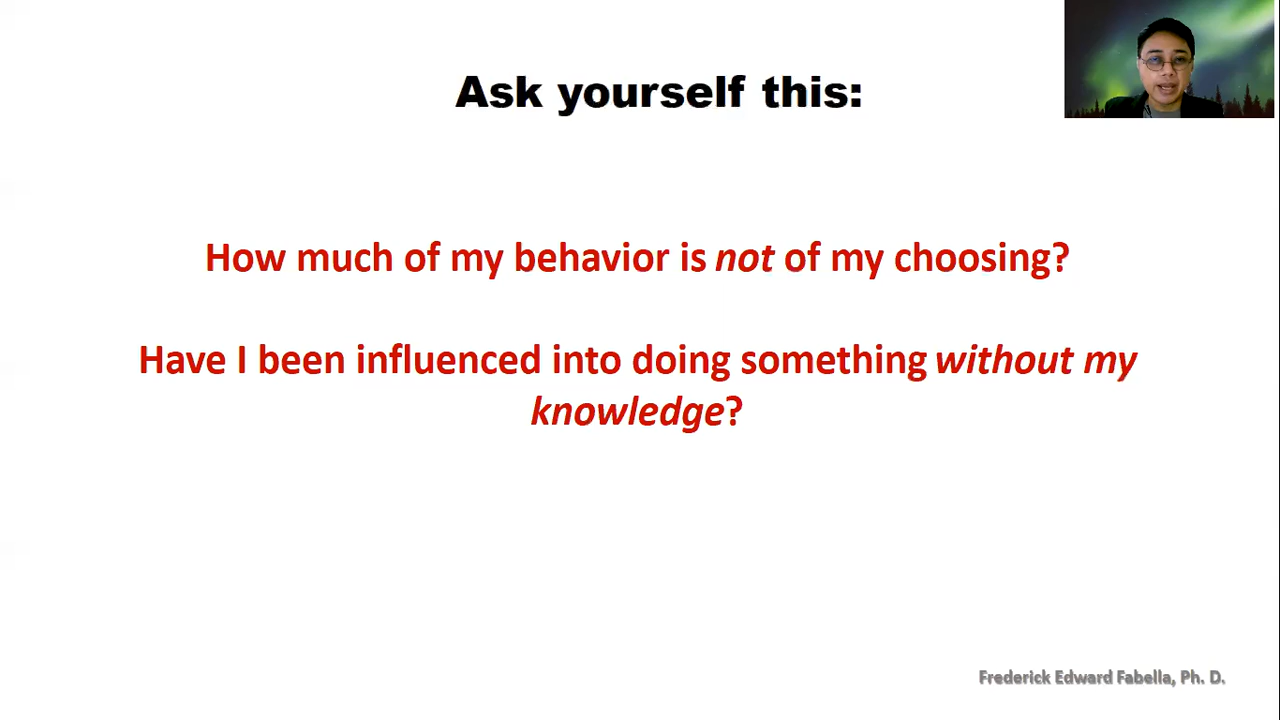 Ask yourself this:
How much of my behavior is not of my choosing?
Have I been influenced into doing something without my
knowledge?
Frederick Edward Fabella, Ph. D.